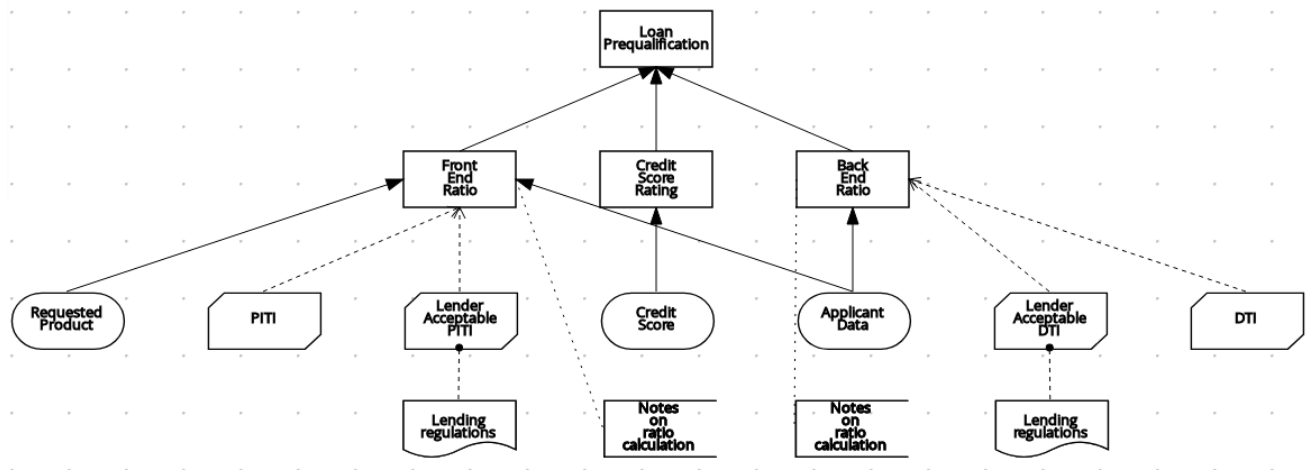 Loan
Prequalification
Front
End
Ratio
Credit
Score
Rating
Back
End
Ratio
Requested
Product
PITI
Lender
Acceptable
PITI
Credit
Score
Applicant
Data
Lender
Acceptable
DTI
DTI
Lending
regulations
Notes
on
ratio
calculation
Notes
on
ratio
calculation
Lending
regulations